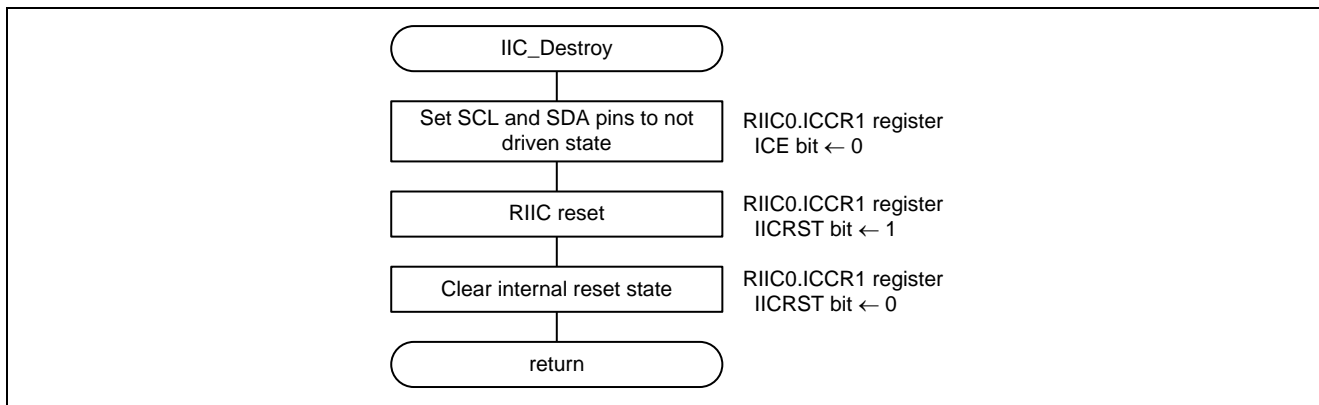 IIC_Destroy
Set SCL and SDA pins to not
driven state
RIIC0.ICCR1 register
ICE bit ← 0
RIIC reset
RIIC0.ICCR1 register
IICRST bit ← 1
Clear internal reset state
RIIC0.ICCR1 register
IICRST bit ← 0
return